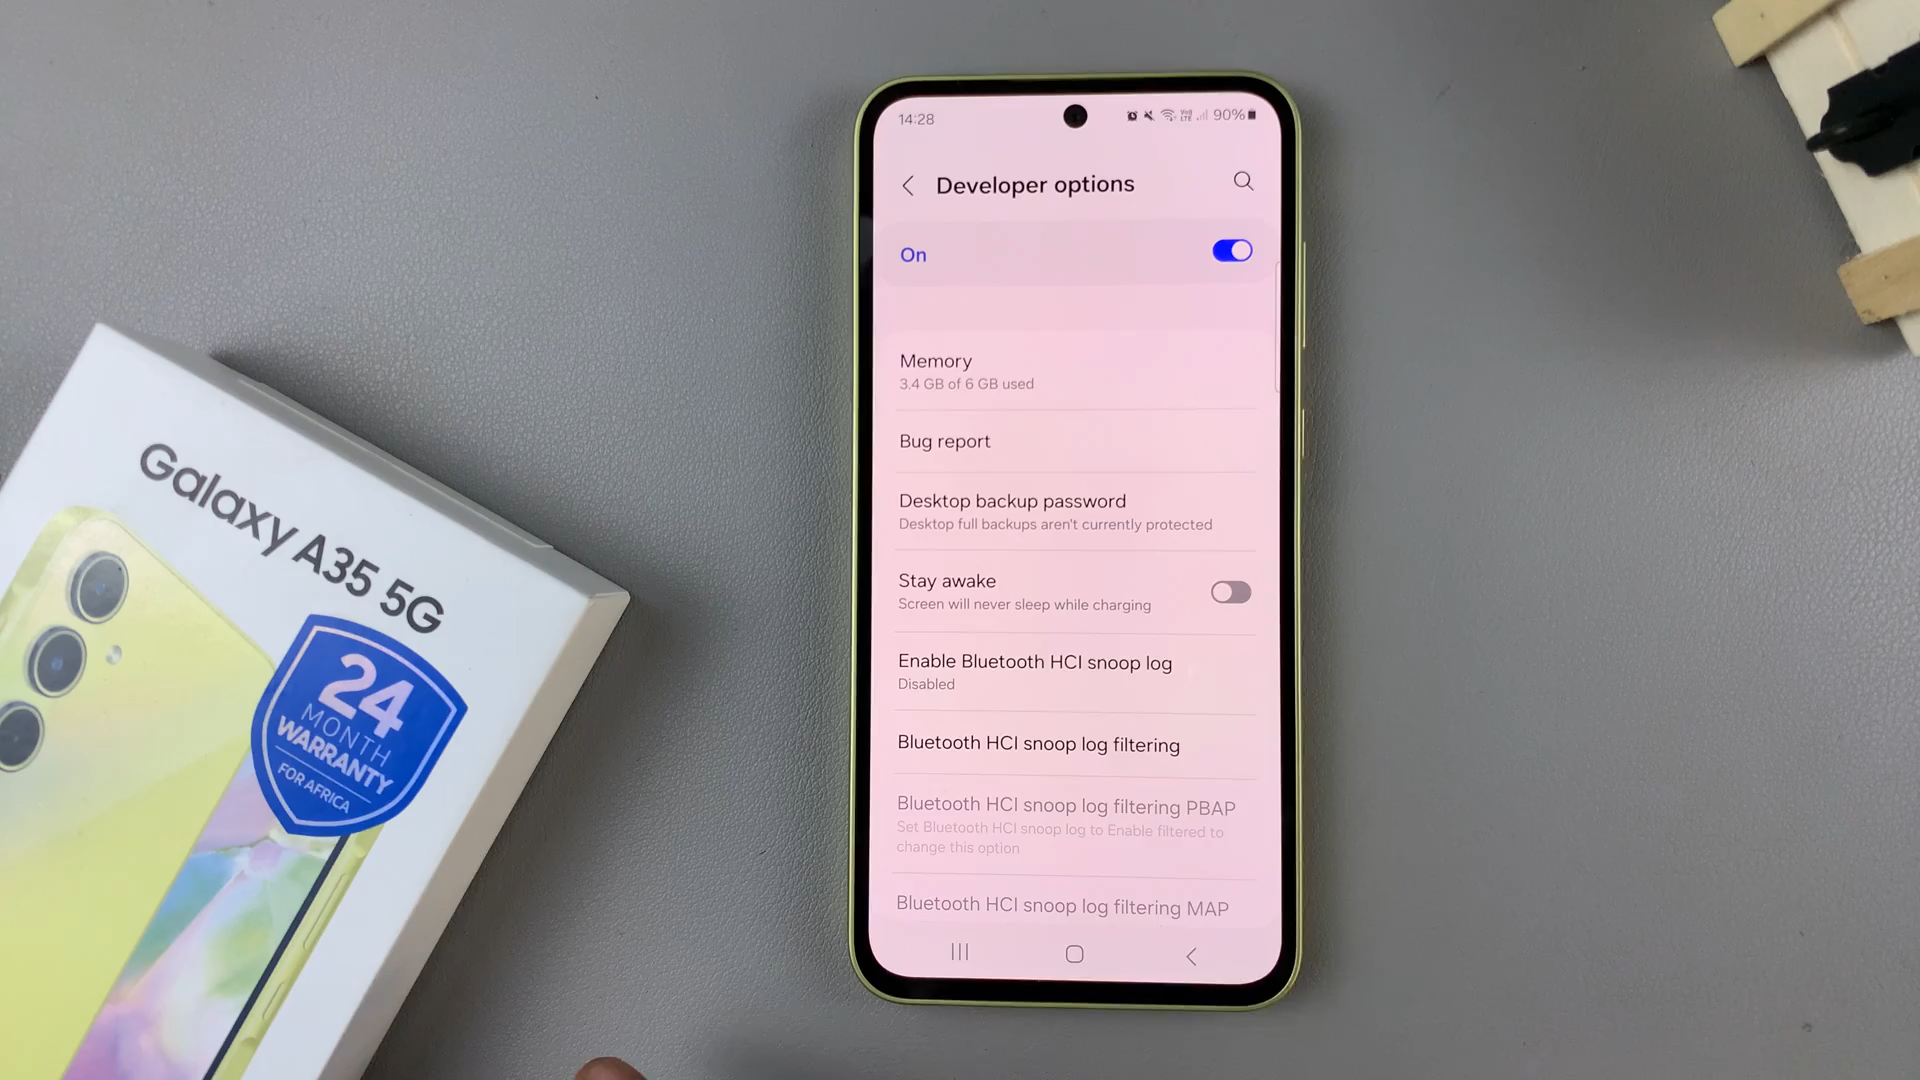 Galaxy A35 5G
24
MONTH
WARRANTY
FOR AFRICA
14:28
90%
Developer options
On
Memory
3.4 GB of 6 GB used
Bug report
Desktop backup password
Desktop full backups aren't currently protected
Stay awake
Screen will never sleep while charging
Enable Bluetooth HCI snoop log
Disabled
Bluetooth HCI snoop log filtering
Bluetooth HCI snoop log filtering PBAP
Set Bluetooth HCI snoop log to Enable filtered to
change this option
Bluetooth HCI snoop log filtering MAP